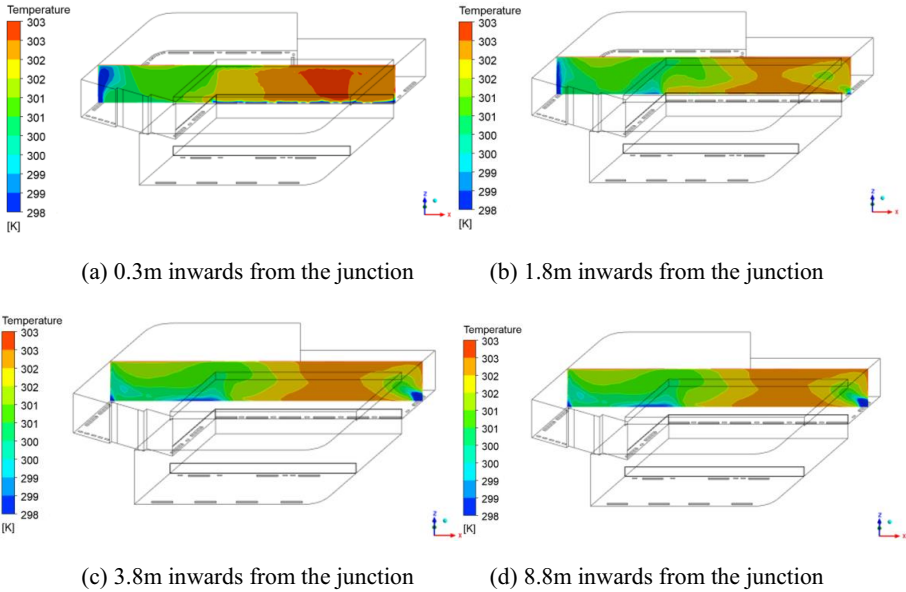 Temperature
303
303
302
302
301
301
300
300
299
299
298
[K]
z
x
Temperature
303
303
302
302
301
301
300
300
299
299
298
[K]
z
x
(a) 0.3m inwards from the junction
(b) 1.8m inwards from the junction
Temperature
303
303
302
302
301
301
300
300
299
299
298
[K]
z
x
Temperature
303
303
302
302
301
301
300
300
299
299
298
[K]
z
x
(c) 3.8m inwards from the junction
(d) 8.8m inwards from the junction